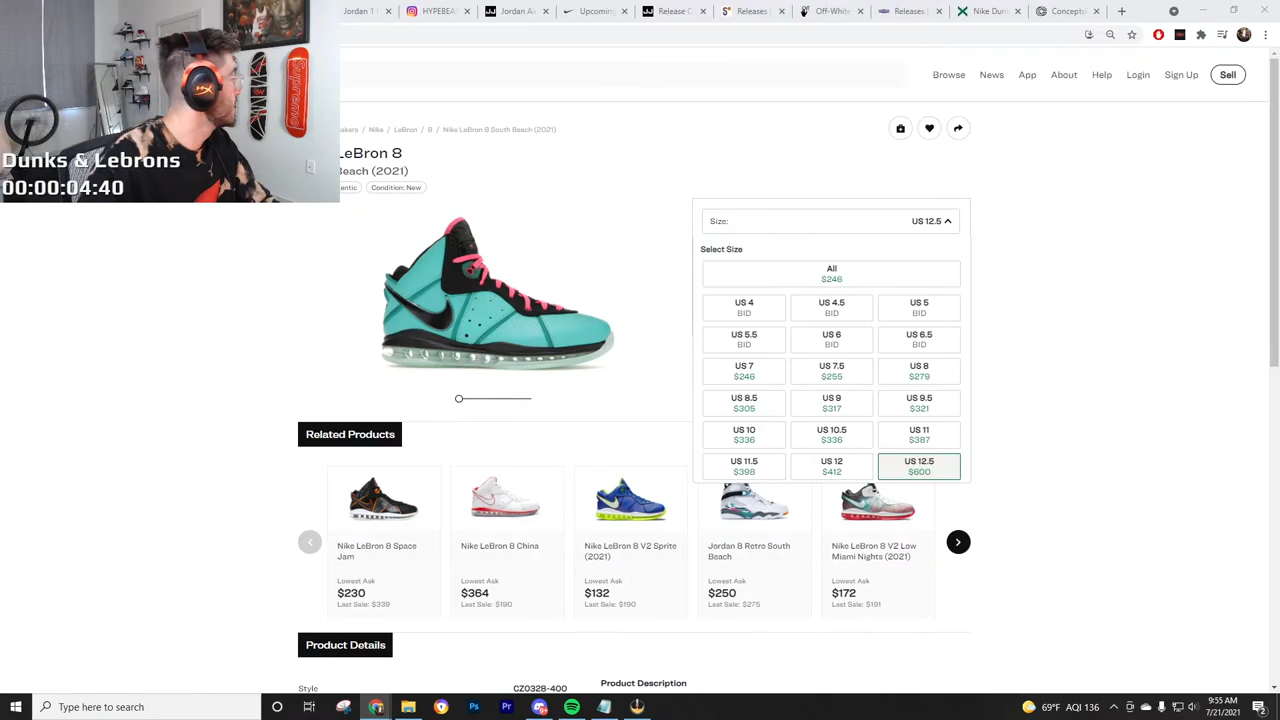 Jordan
HYPEBE
Jordan A
Upcomin
Release C
Jordan
Nike
Nike Dun
Concepts
Browse News App About Help Login Sign Up Sell
akers / Nike / LeBron / 8 / Nike LeBron 8 South Beach (2021)
LeBron 8
Beach (2021)
entic Condition: New
Supreme
Dunks & Lebrons
00:00:04:40
Size: US 12.5
Select Size
All
$246
US 4 US 4.5 US 5
BID BID BID
US 5.5 US 6 US 6.5
BID BID BID
US 7 US 7.5 US 8
$246 $255 $279
US 8.5 US 9 US 9.5
$305 $317 $321
US 10 US 10.5 US 11
$336 $336 $387
US 11.5 US 12 US 12.5
$398 $412 $600
Related Products
Nike LeBron 8 Space
Jam
Lowest Ask
$230
Last Sale: $339
Nike LeBron 8 China
Lowest Ask
$364
Last Sale: $190
Nike LeBron 8 V2 Sprite
(2021)
Lowest Ask
$132
Last Sale: $190
Jordan 8 Retro South
Beach
Lowest Ask
$250
Last Sale: $275
Nike LeBron 8 V2 Low
Miami Nights (2021)
Lowest Ask
$172
Last Sale: $191
Product Details
Style CZ0328-400
Product Description
Type here to search
69°F AQI 136
9:55 AM
7/21/2021